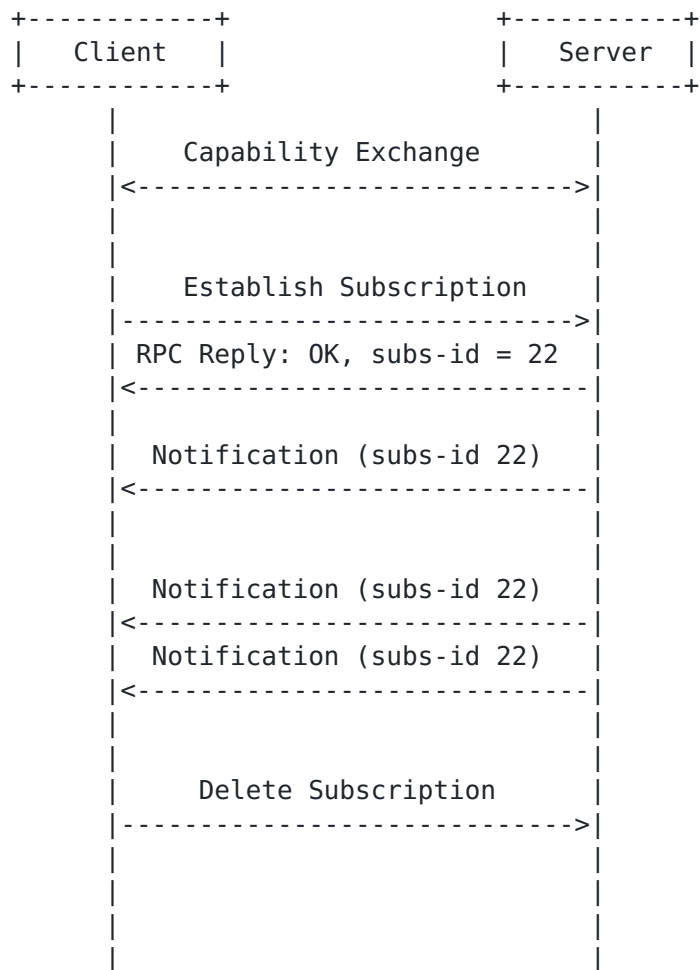 Client Server
Capability Exchange
Establish Subscription
RPC Reply: OK, subs-id = 22
Notification (subs-id 22)
Notification (subs-id 22)
Notification (subs-id 22)
Delete Subscription